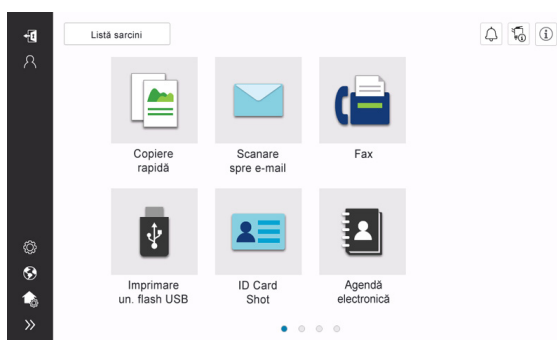 Listă sarcini
Copiere
rapidă
Scanare
spre e-mail
Fax
Imprimare
un. flash USB
ID Card
Shot
Agendă
electronică